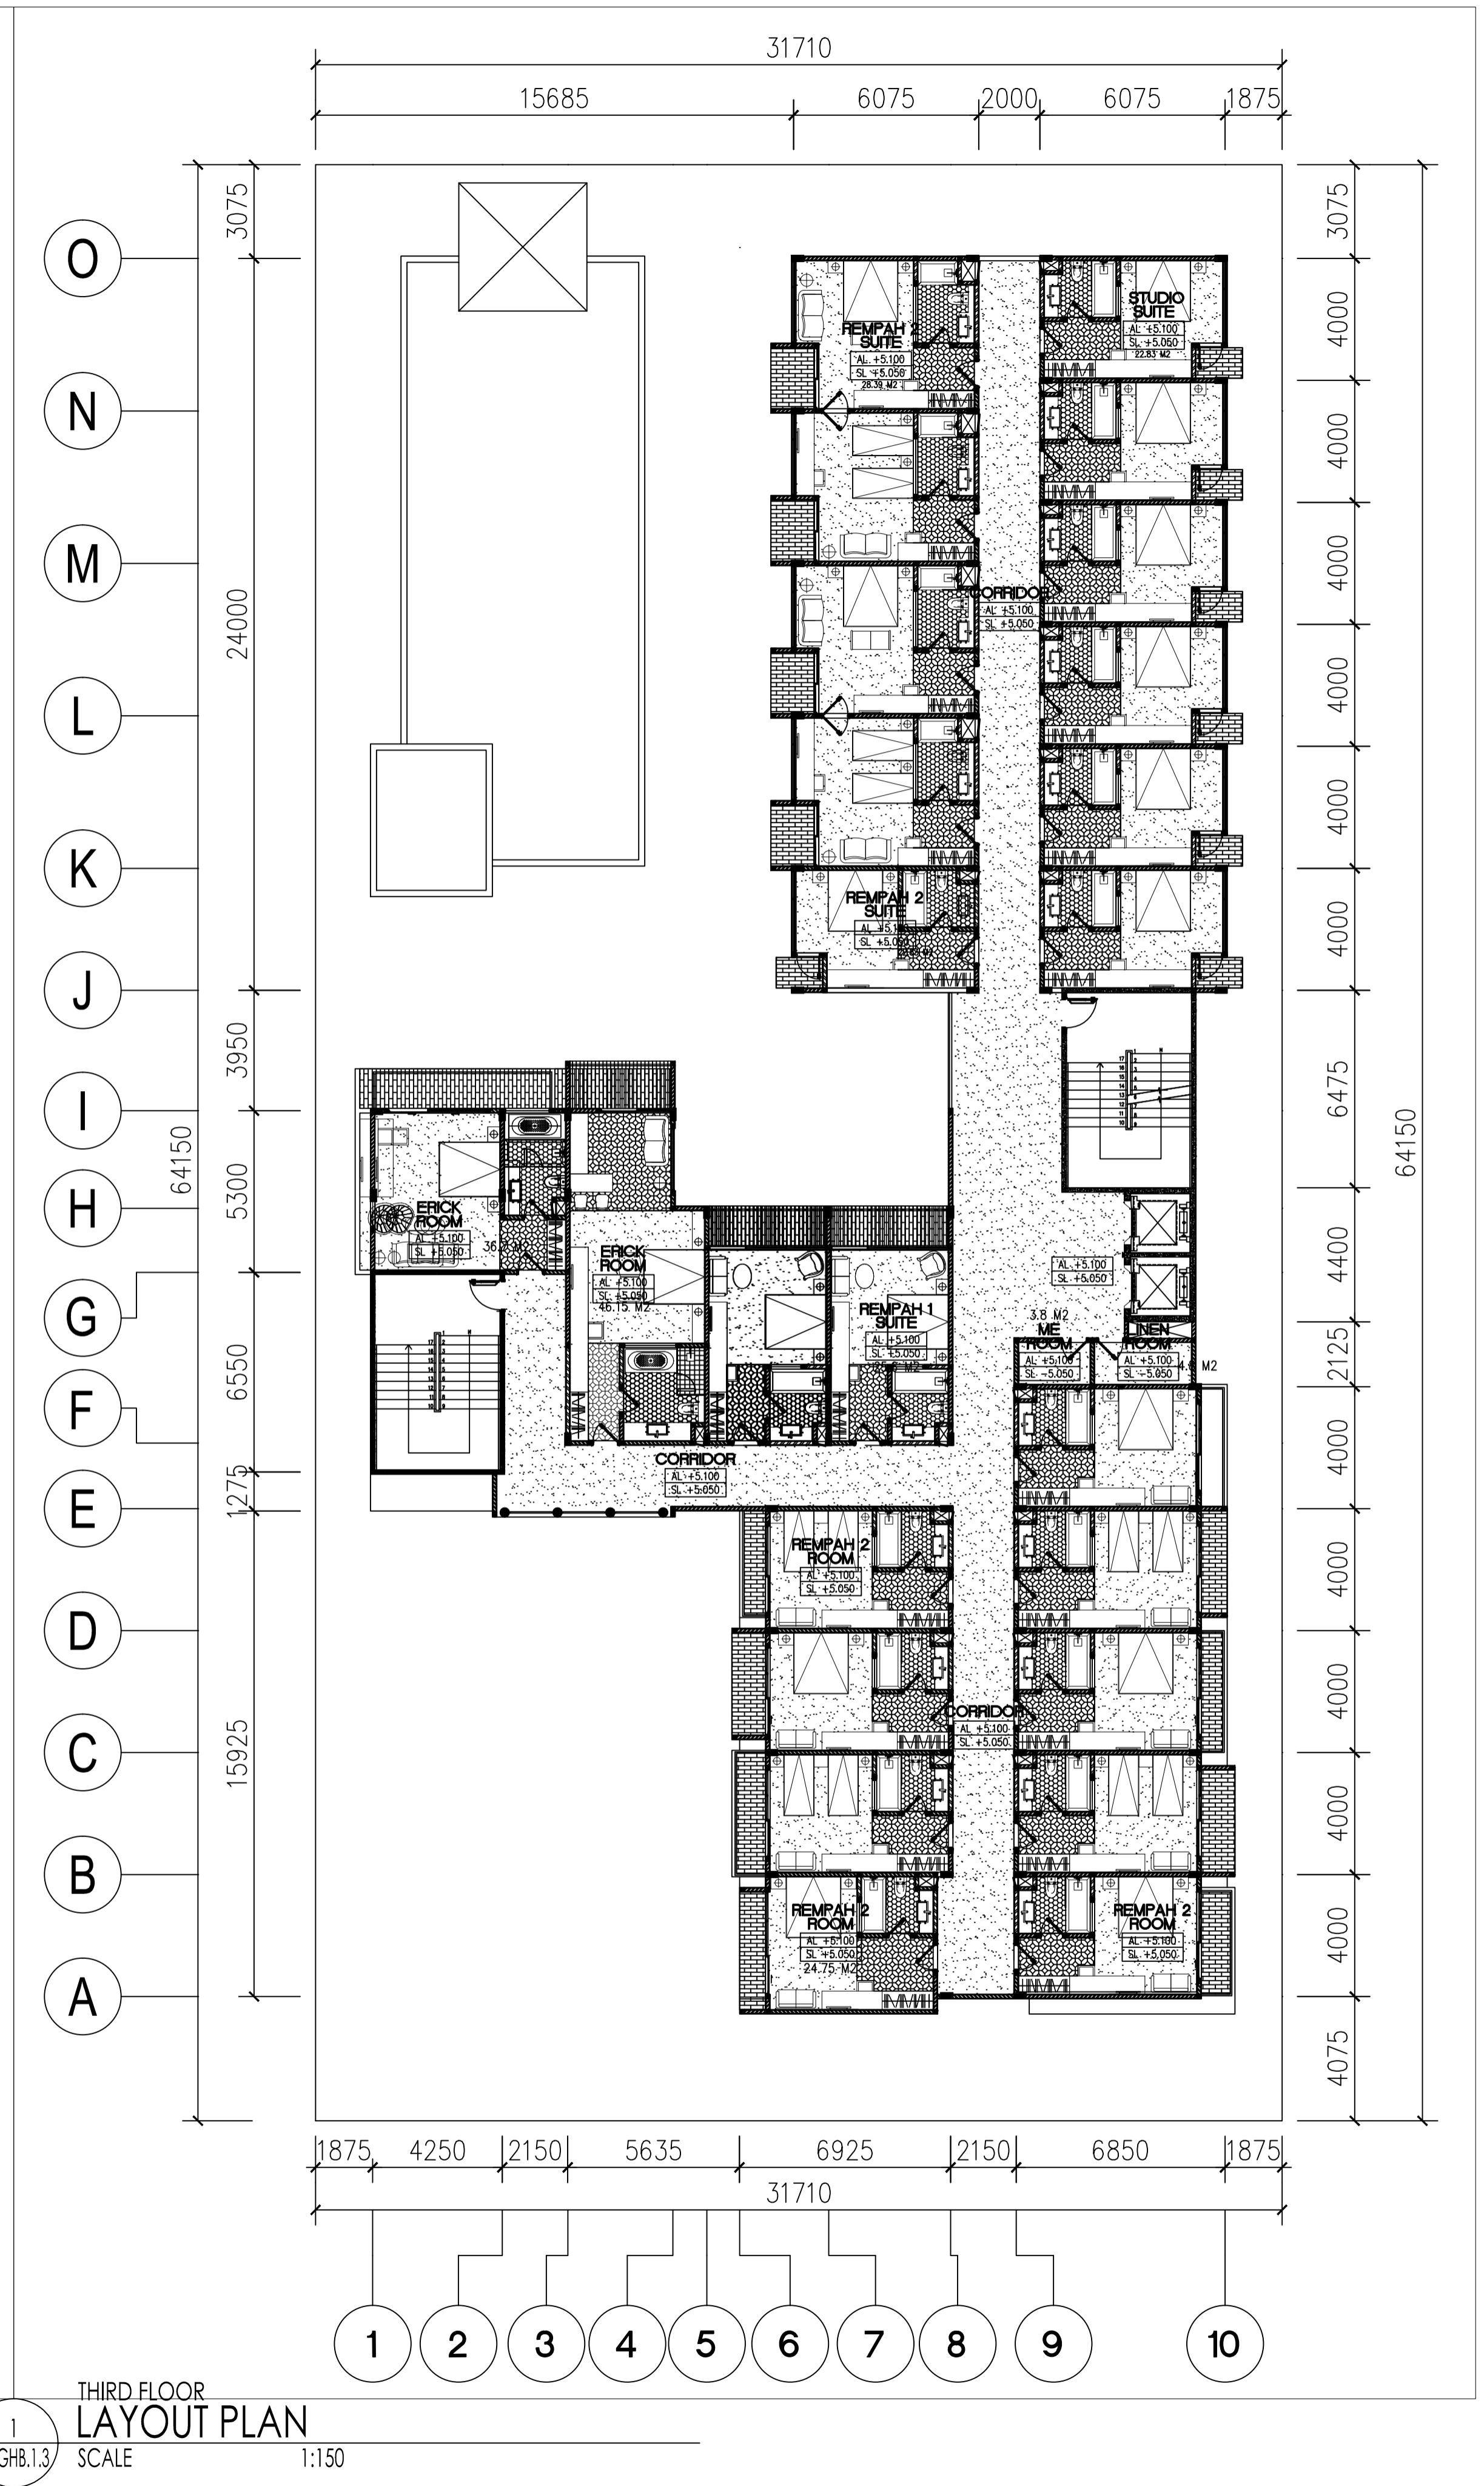 31710
15685
6075
2000
6075
1875
3075
3075
O
STUDIO
SUITE
AL +5.100
SL +5.050
22.83 M2
REMPAH 2
SUITE
AL +5.100
SL +5.050
28.39 M2
4000
N
4000
M
4000
24000
CORRIDOR
AL +5.100
SL +5.050
4000
L
4000
K
REMPAH 2
SUITE
4000
J
3950
I
6475
64150
64150
5300
H
ERICK
ROOM
AL +5.100
SL +5.050
ERICK
ROOM
AL +5.100
SL +5.050
46.15 M2
AL +5.100
SL +5.050
4400
G
REMPAH 1
SUITE
AL +5.100
SL +5.050
3.8 M2
ME
ROOM
AL +5.100
SL +5.050
LINEN
ROOM
AL +5.100
SL +5.050
2125
6550
F
4000
CORRIDOR
AL +5.100
SL +5.050
1275
E
REMPAH 2
ROOM
AL +5.100
SL +5.050
4000
D
4000
CORRIDOR
AL +5.100
SL +5.050
15925
C
4000
B
REMPAH 2
ROOM
AL +5.100
SL +5.050
24.75 M2
REMPAH 2
ROOM
AL +5.100
SL +5.050
4000
A
4075
1875
4250
2150
5635
6925
2150
6850
1875
31710
1
2
3
4
5
6
7
8
9
10
THIRD FLOOR
LAYOUT PLAN
1
GHB.1.3
SCALE
1:150